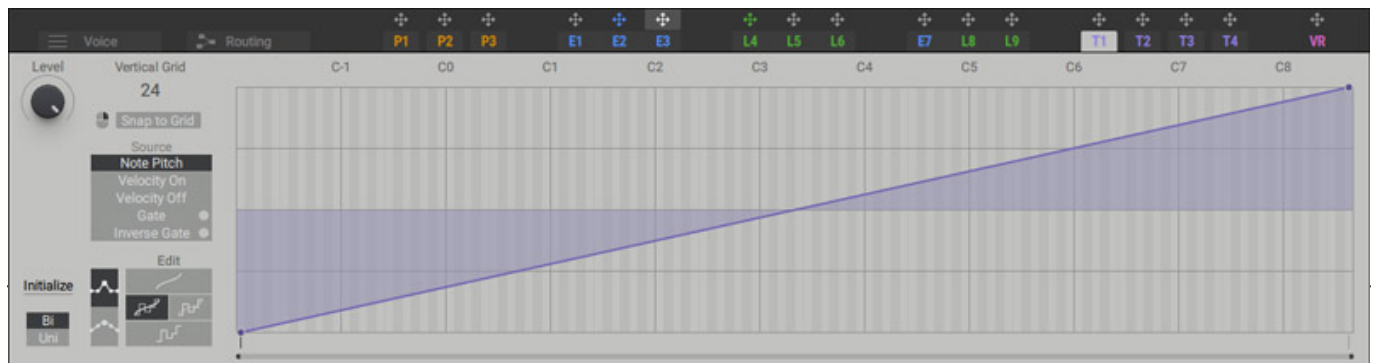 Voice Routing P1 P2 P3 E1 E2 E3 L4 L5 L6 E7 L8 L9 T1 T2 T3 T4 VR
Level Vertical Grid C-1 C0 C1 C2 C3 C4 C5 C6 C7 C8
24
Snap to Grid
Source
Note Pitch
Velocity On
Velocity Off
Gate
Inverse Gate
Edit
Initialize
Bi
Uni